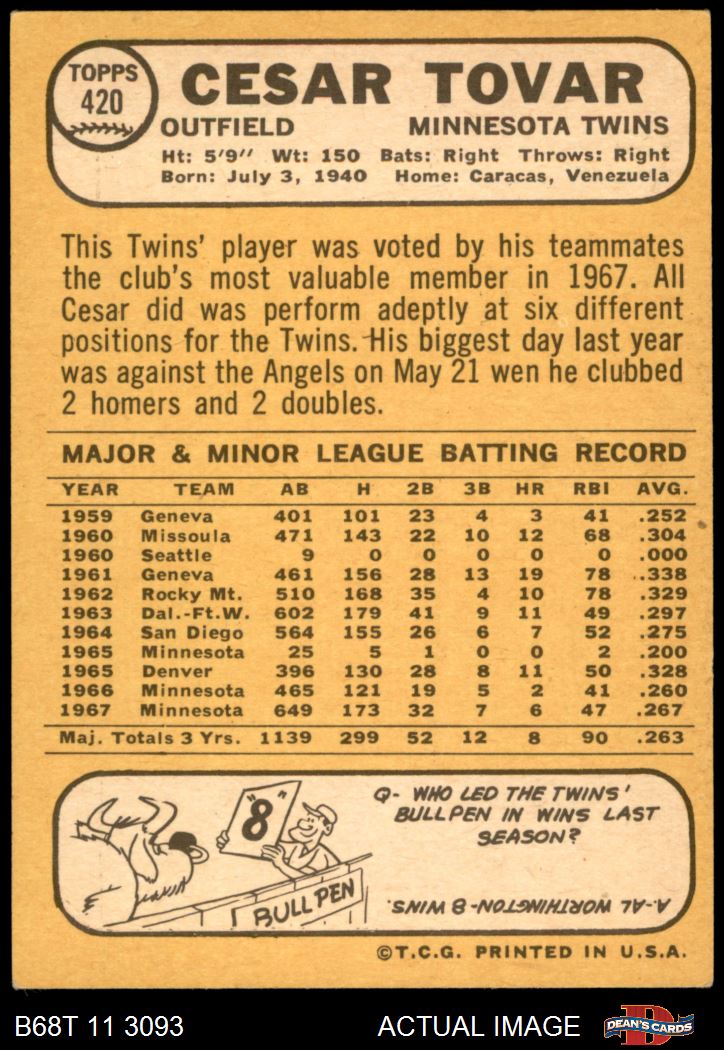 TOPPS
420
CESAR TOVAR
OUTFIELD MINNESOTA TWINS
Ht: 5'9" Wt: 150 Bats: Right Throws: Right
Born: July 3, 1940 Home: Caracas, Venezuela
This Twins' player was voted by his teammates
the club's most valuable member in 1967. All
Cesar did was perform adeptly at six different
positions for the Twins. His biggest day last year
was against the Angels on May 21 wen he clubbed
2 homers and 2 doubles.
MAJOR & MINOR LEAGUE BATTING RECORD
YEAR TEAM AB H 2B 3B HR RBI AVG.
1959 Geneva 401 101 23 4 3 41 .252
1960 Missoula 471 143 22 10 12 68 .304
1960 Seattle 9 0 0 0 0 0 .000
1961 Geneva 461 156 28 13 19 78 .338
1962 Rocky Mt. 510 168 35 4 10 78 .329
1963 Dal.-Ft.W. 602 179 41 9 11 49 .297
1964 San Diego 564 155 26 6 7 52 .275
1965 Minnesota 25 5 1 0 0 2 .200
1965 Denver 396 130 28 8 11 50 .328
1966 Minnesota 465 121 19 5 2 41 .260
1967 Minnesota 649 173 32 7 6 47 .267
Maj. Totals 3 Yrs. 1139 299 52 12 8 90 .263
"8"
BULL PEN
Q- WHO LED THE TWINS'
BULLPEN IN WINS LAST
SEASON?
A-AL WORTHINGTON-8 WINS.
©T.C.G. PRINTED IN U.S.A.
B68T 11 3093 ACTUAL IMAGE D DEAN'S CARDS